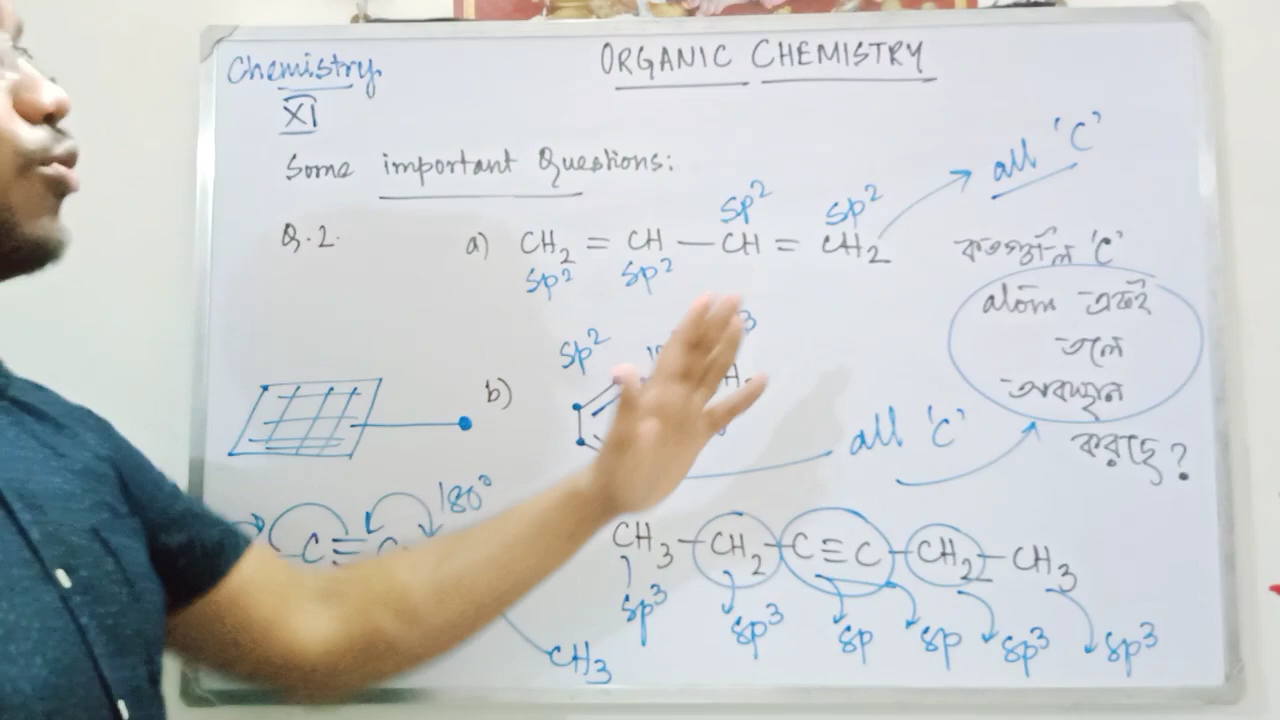 Chemistry
XI
ORGANIC CHEMISTRY
Some important Questions:
Q.2.
a) CH₂ = CH — CH = CH₂
sp² sp² sp² sp²
all 'C'
কতগুলি 'C'
atom একই
তলে
অবস্থান
করছে?
b)
sp²
all 'C'
C≡C
180°
CH₃
CH₃—CH₂—C≡C—CH₂—CH₃
sp³ sp³ sp sp sp³ sp³